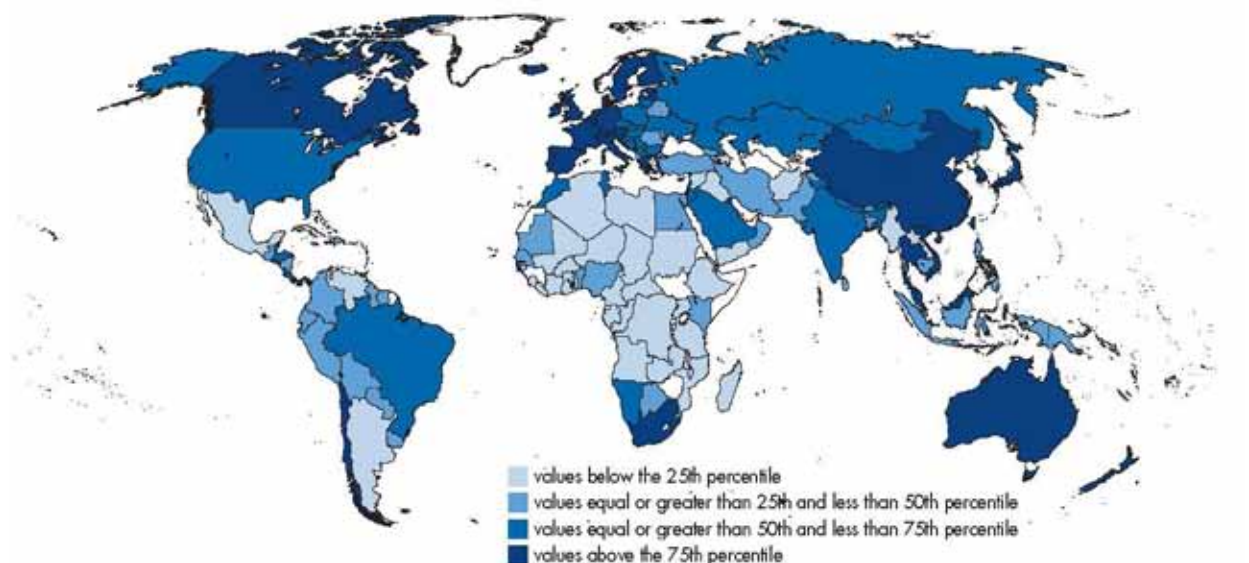 values below the 25th percentile
values equal or greater than 25th and less than 50th percentile
values equal or greater than 50th and less than 75th percentile
values above the 75th percentile